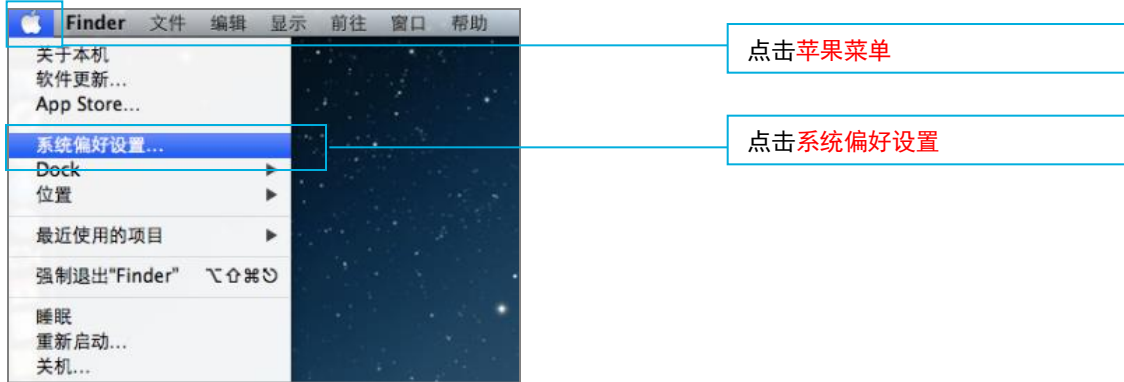 Finder 文件 编辑 显示 前往 窗口 帮助
关于本机
软件更新...
App Store...
系统偏好设置...
Dock
位置
最近使用的项目
强制退出"Finder" ⌥⇧⌘⎋
睡眠
重新启动...
关机...
点击苹果菜单
点击系统偏好设置